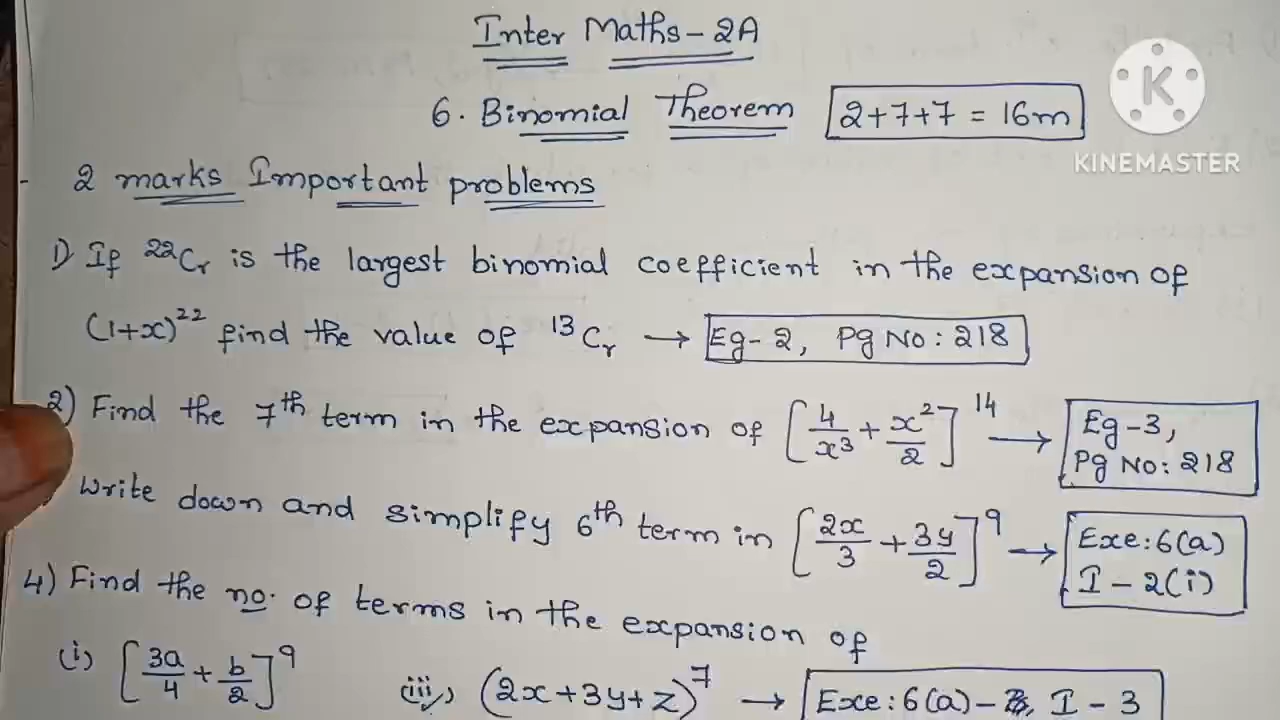 Inter Maths - 2A
6. Binomial Theorem 2+7+7 = 16m
KINEMASTER
2 marks Important problems
1) If ²²Cᵣ is the largest binomial coefficient in the expansion of
(1+x)²² find the value of ¹³Cᵣ → Eg-2, Pg No: 218
2) Find the 7th term in the expansion of [4/x³ + x²/2]¹⁴ → Eg-3, Pg No: 218
Write down and simplify 6th term in [2x/3 + 3y/2]⁹ → Exe: 6(a) I-2(i)
4) Find the no. of terms in the expansion of
(i) [3a/4 + b/2]⁹ (iii) (2x+3y+z)⁷ → Exe: 6(a)- I-3